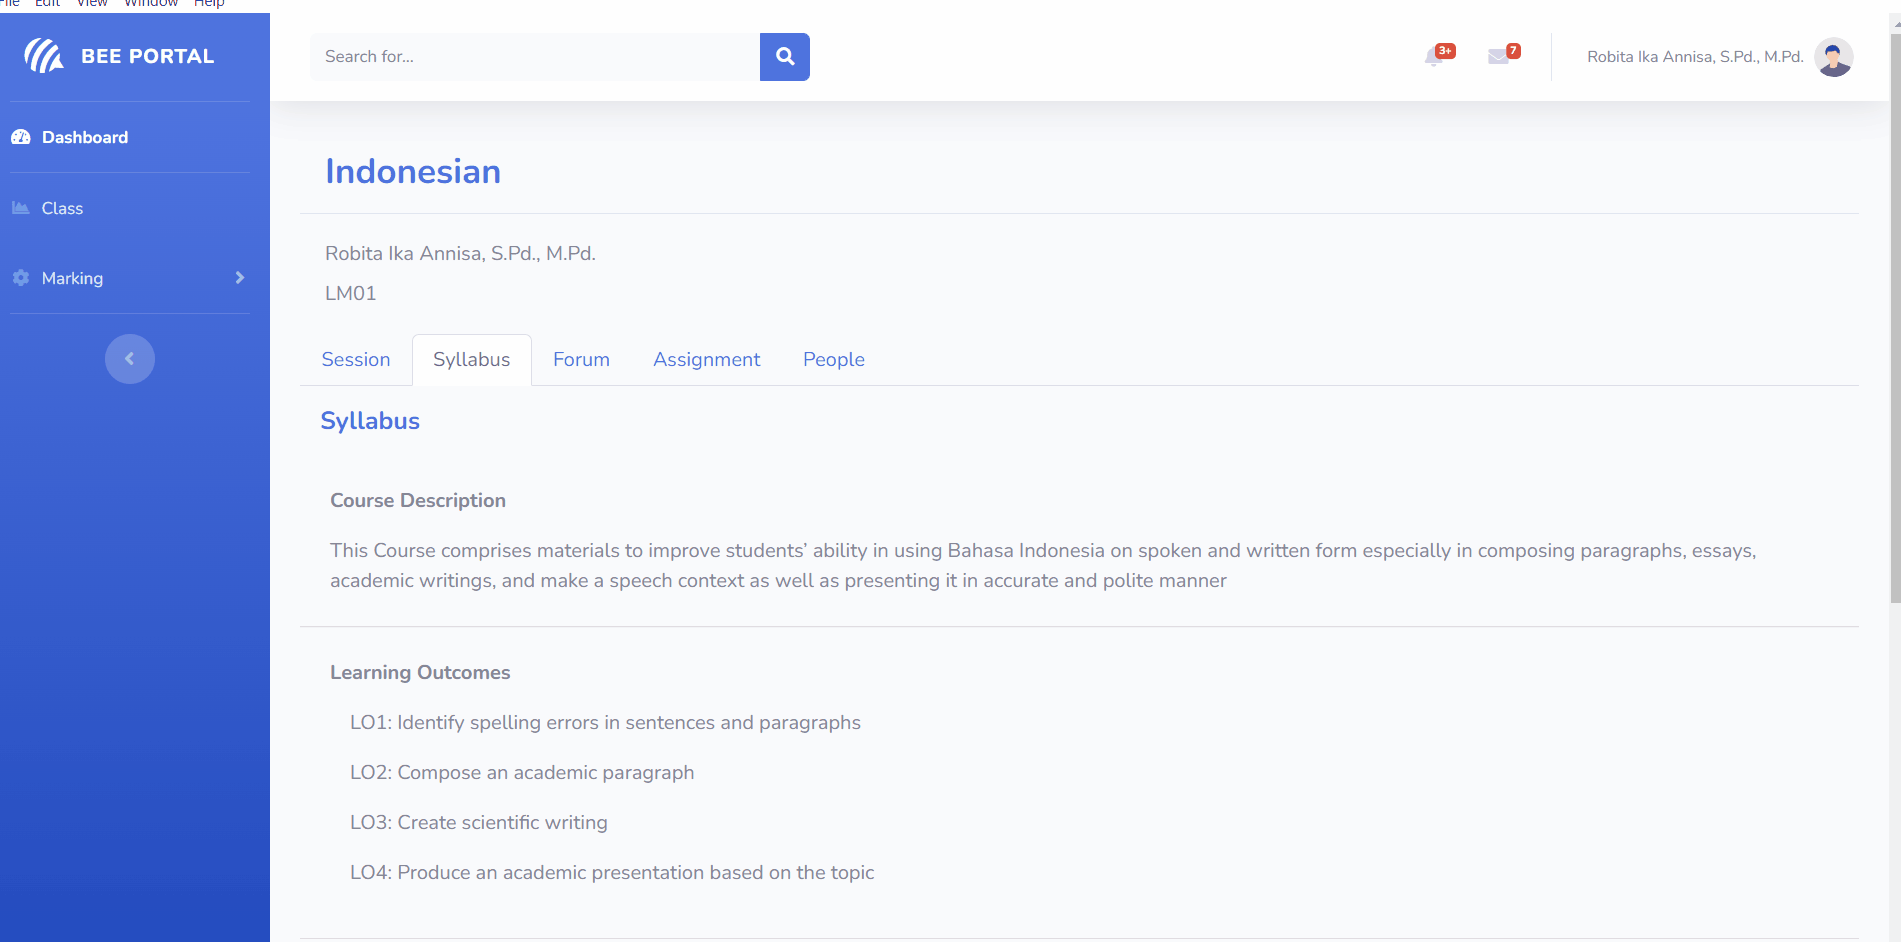 File Edit View Window Help
BEE PORTAL
Search for...
3+
7
Robita Ika Annisa, S.Pd., M.Pd.
Dashboard
Class
Marking
Indonesian
Robita Ika Annisa, S.Pd., M.Pd.
LM01
Session Syllabus Forum Assignment People
Syllabus
Course Description
This Course comprises materials to improve students’ ability in using Bahasa Indonesia on spoken and written form especially in composing paragraphs, essays,
academic writings, and make a speech context as well as presenting it in accurate and polite manner
Learning Outcomes
LO1: Identify spelling errors in sentences and paragraphs
LO2: Compose an academic paragraph
LO3: Create scientific writing
LO4: Produce an academic presentation based on the topic